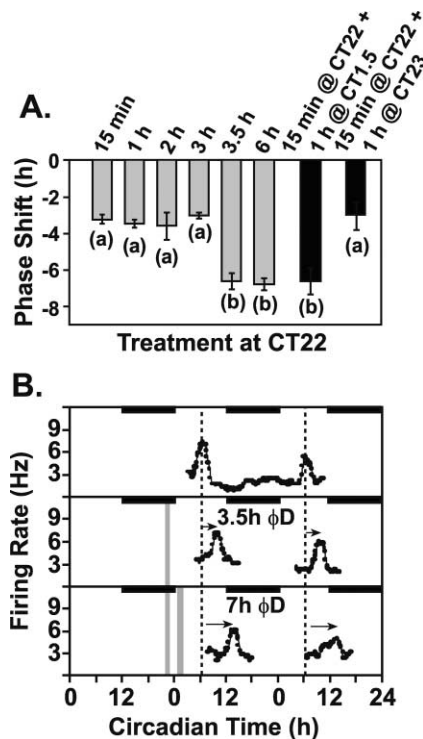 A.
15 min
1 h
2 h
3 h
3.5 h
6 h
15 min @ CT22 +
1 h @ CT1.5
15 min @ CT22 +
1 h @ CT23
Phase Shift (h)
0
-2
-4
-6
-8
(a)
(a)
(a)
(a)
(b)
(b)
(b)
(a)
Treatment at CT22
B.
Firing Rate (Hz)
9
6
3
9
6
3
3.5h ϕD
9
6
3
7h ϕD
0 12 0 12 0 12 24
Circadian Time (h)